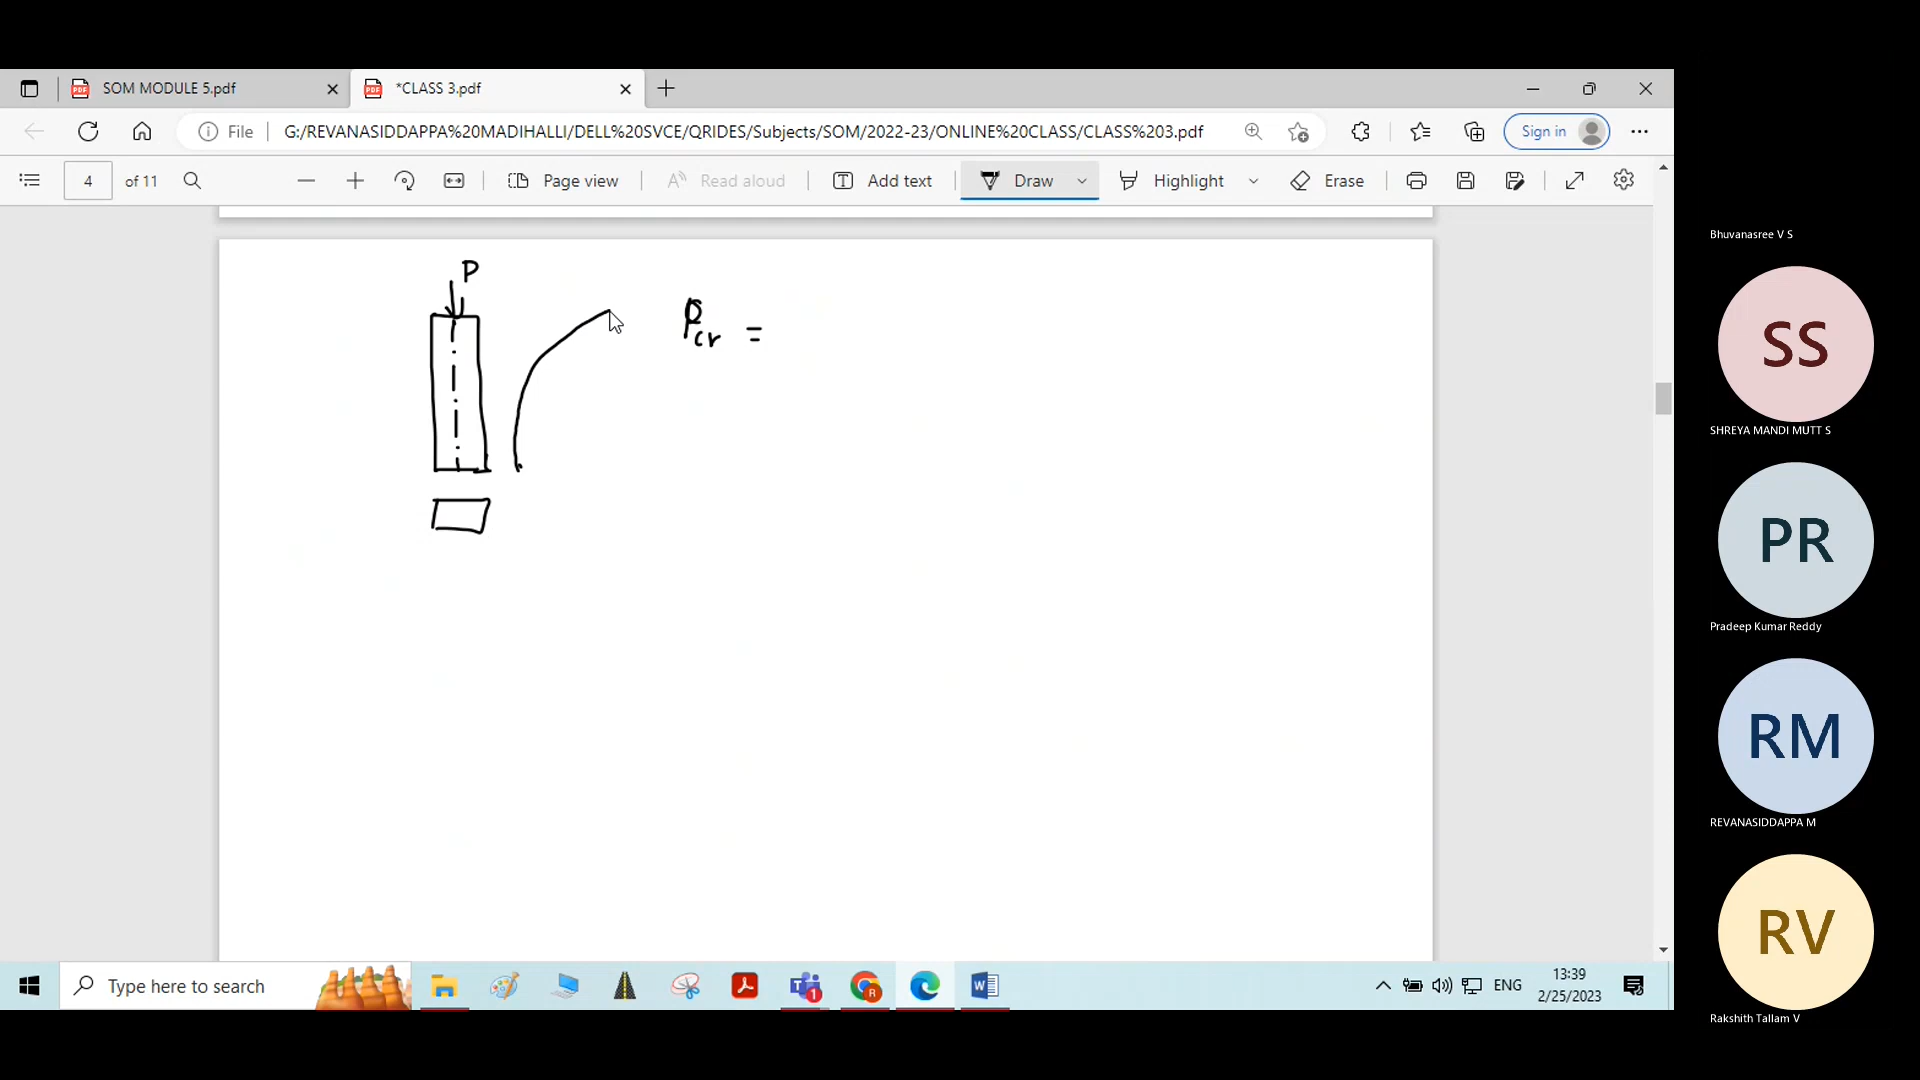 SOM MODULE 5.pdf
*CLASS 3.pdf
File
G:/REVANASIDDAPPA%20MADIHALLI/DELL%20SVCE/QRIDES/Subjects/SOM/2022-23/ONLINE%20CLASS/CLASS%203.pdf
Sign in
4 of 11
Page view
Read aloud
Add text
Draw
Highlight
Erase
P
Pcr =
Bhuvanasree V S
SS
SHREYA MANDI MUTT S
PR
Pradeep Kumar Reddy
RM
REVANASIDDAPPA M
RV
Rakshith Tallam V
Type here to search
1
R
W
ENG
13:39
2/25/2023